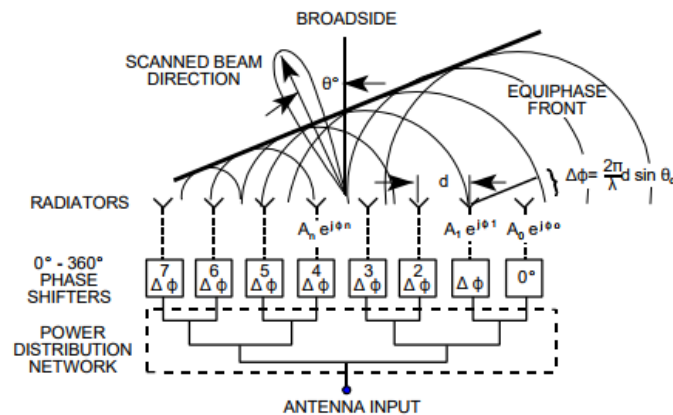 BROADSIDE
SCANNED BEAM
DIRECTION
θ°
EQUIPHASE
FRONT
d
} Δϕ= 2π/λ d sin θ₀
RADIATORS
Aₙ e^jϕn A₁ e^jϕ1 A₀ e^jϕo
0° - 360°
PHASE
SHIFTERS
7 Δϕ 6 Δϕ 5 Δϕ 4 Δϕ 3 Δϕ 2 Δϕ Δϕ 0°
POWER
DISTRIBUTION
NETWORK
ANTENNA INPUT